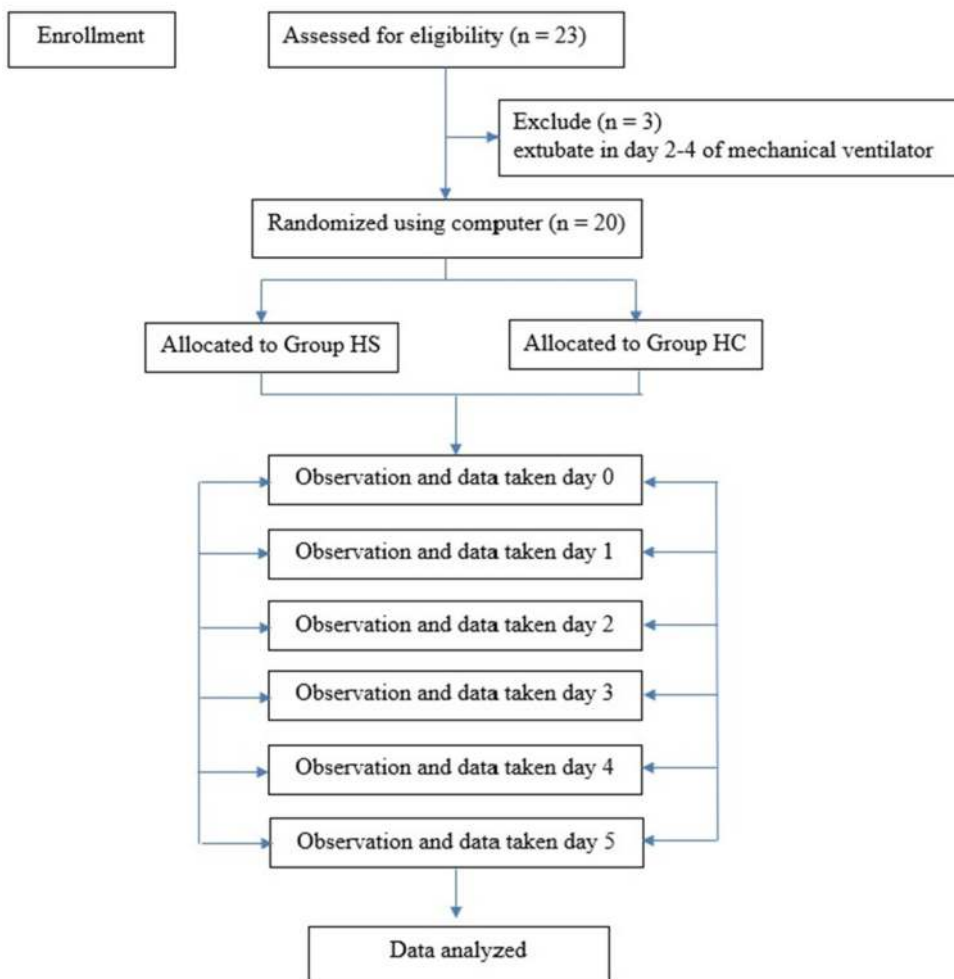 Enrollment
Assessed for eligibility (n = 23)
Exclude (n = 3)
extubate in day 2-4 of mechanical ventilator
Randomized using computer (n = 20)
Allocated to Group HS
Allocated to Group HC
Observation and data taken day 0
Observation and data taken day 1
Observation and data taken day 2
Observation and data taken day 3
Observation and data taken day 4
Observation and data taken day 5
Data analyzed